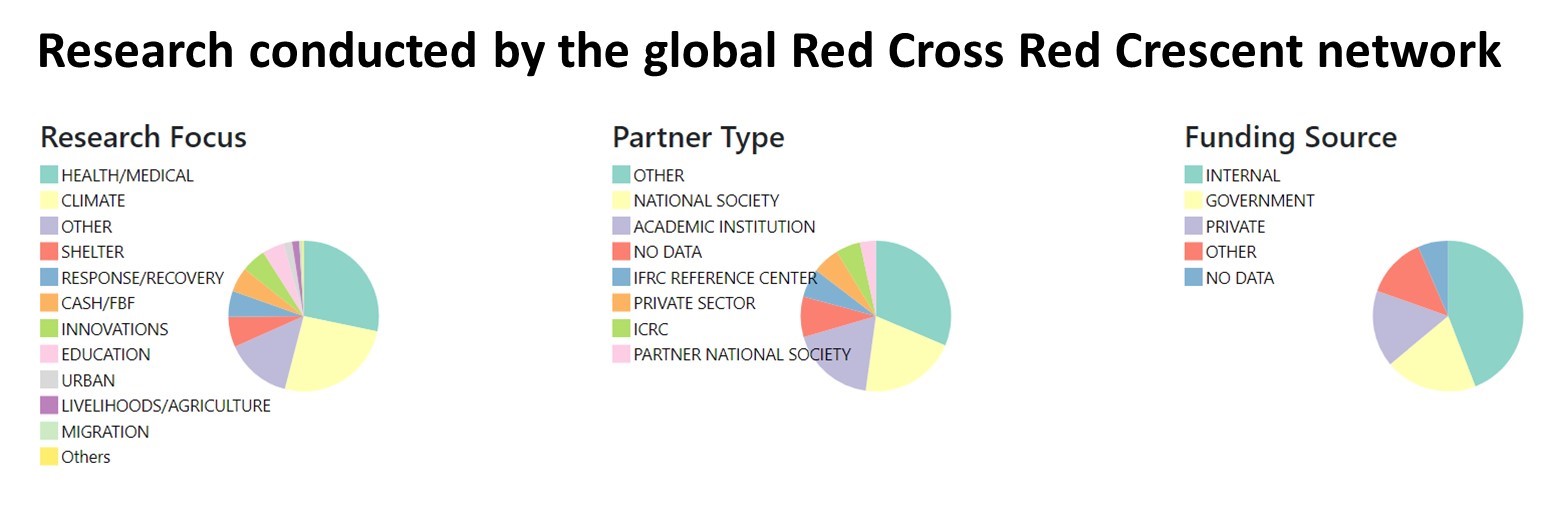 Research conducted by the global Red Cross Red Crescent network
Research Focus
HEALTH/MEDICAL
CLIMATE
OTHER
SHELTER
RESPONSE/RECOVERY
CASH/FBF
INNOVATIONS
EDUCATION
URBAN
LIVELIHOODS/AGRICULTURE
MIGRATION
Others
Partner Type
OTHER
NATIONAL SOCIETY
ACADEMIC INSTITUTION
NO DATA
IFRC REFERENCE CENTER
PRIVATE SECTOR
ICRC
PARTNER NATIONAL SOCIETY
Funding Source
INTERNAL
GOVERNMENT
PRIVATE
OTHER
NO DATA